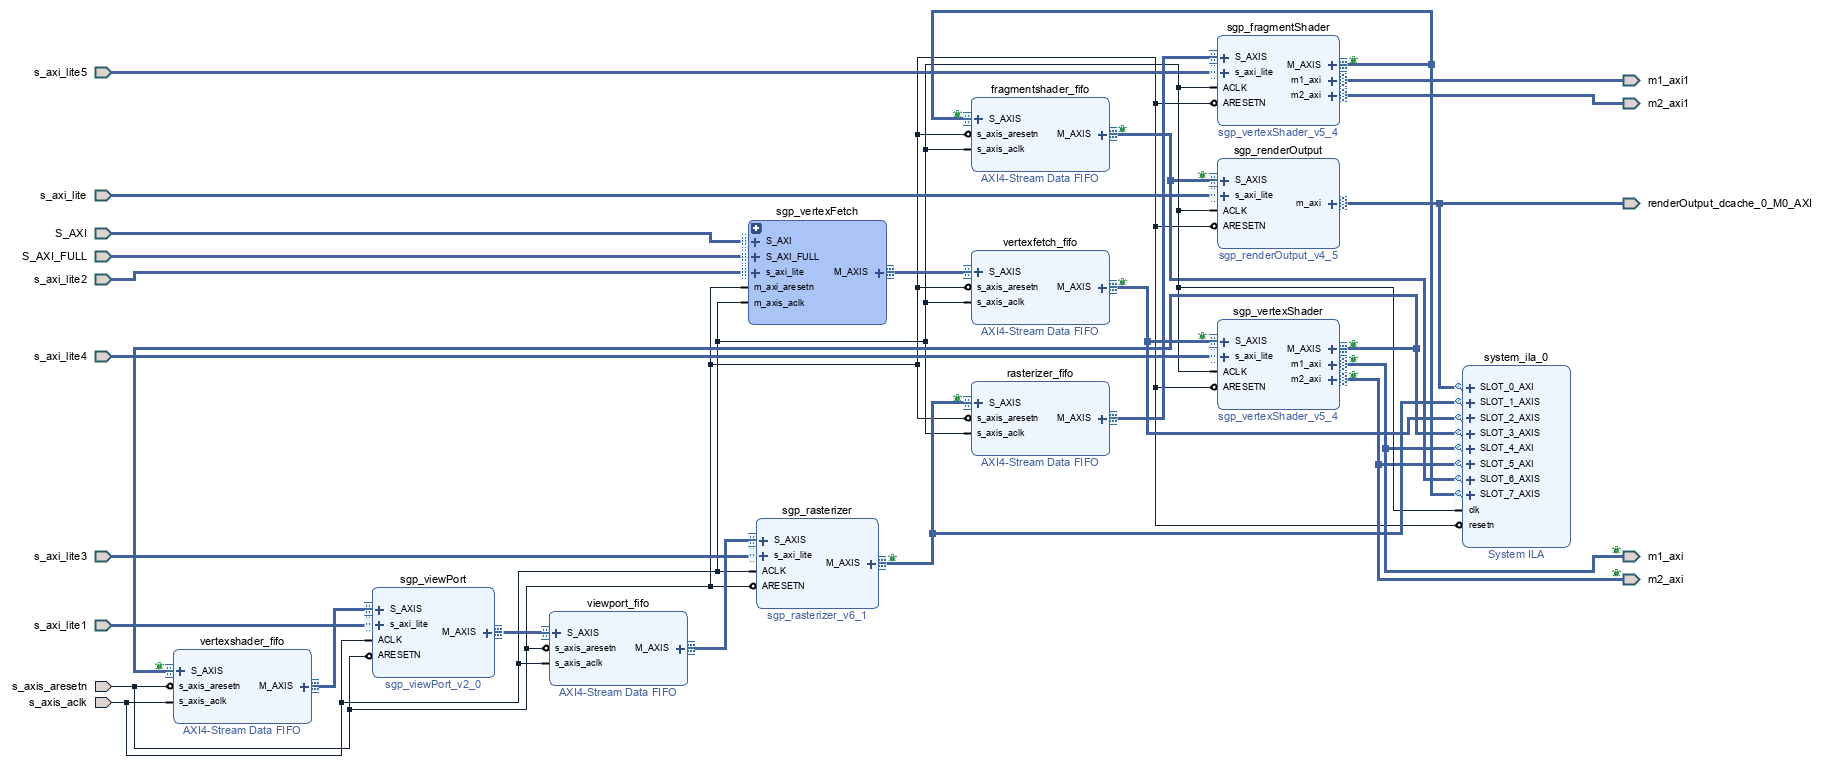 s_axi_lite5
s_axi_lite
S_AXI
S_AXI_FULL
s_axi_lite2
s_axi_lite4
s_axi_lite3
s_axi_lite1
s_axis_aresetn
s_axis_aclk
vertexshader_fifo
S_AXIS
s_axis_aresetn
s_axis_aclk
M_AXIS
AXI4-Stream Data FIFO
sgp_viewPort
S_AXIS
s_axi_lite
ACLK
ARESETN
M_AXIS
sgp_viewPort_v2_0
viewport_fifo
S_AXIS
s_axis_aresetn
s_axis_aclk
M_AXIS
AXI4-Stream Data FIFO
sgp_vertexFetch
S_AXI
S_AXI_FULL
s_axi_lite
m_axi_aresetn
m_axis_aclk
M_AXIS
sgp_rasterizer
S_AXIS
s_axi_lite
ACLK
ARESETN
M_AXIS
sgp_rasterizer_v6_1
fragmentshader_fifo
S_AXIS
s_axis_aresetn
s_axis_aclk
M_AXIS
AXI4-Stream Data FIFO
vertexfetch_fifo
S_AXIS
s_axis_aresetn
s_axis_aclk
M_AXIS
AXI4-Stream Data FIFO
rasterizer_fifo
S_AXIS
s_axis_aresetn
s_axis_aclk
M_AXIS
AXI4-Stream Data FIFO
sgp_fragmentShader
S_AXIS
s_axi_lite
ACLK
ARESETN
M_AXIS
m1_axi
m2_axi
sgp_vertexShader_v5_4
sgp_renderOutput
S_AXIS
s_axi_lite
ACLK
ARESETN
m_axi
sgp_renderOutput_v4_5
sgp_vertexShader
S_AXIS
s_axi_lite
ACLK
ARESETN
M_AXIS
m1_axi
m2_axi
sgp_vertexShader_v5_4
system_ila_0
SLOT_0_AXI
SLOT_1_AXIS
SLOT_2_AXIS
SLOT_3_AXIS
SLOT_4_AXI
SLOT_5_AXI
SLOT_6_AXIS
SLOT_7_AXIS
clk
resetn
System ILA
m1_axi1
m2_axi1
renderOutput_dcache_0_M0_AXI
m1_axi
m2_axi